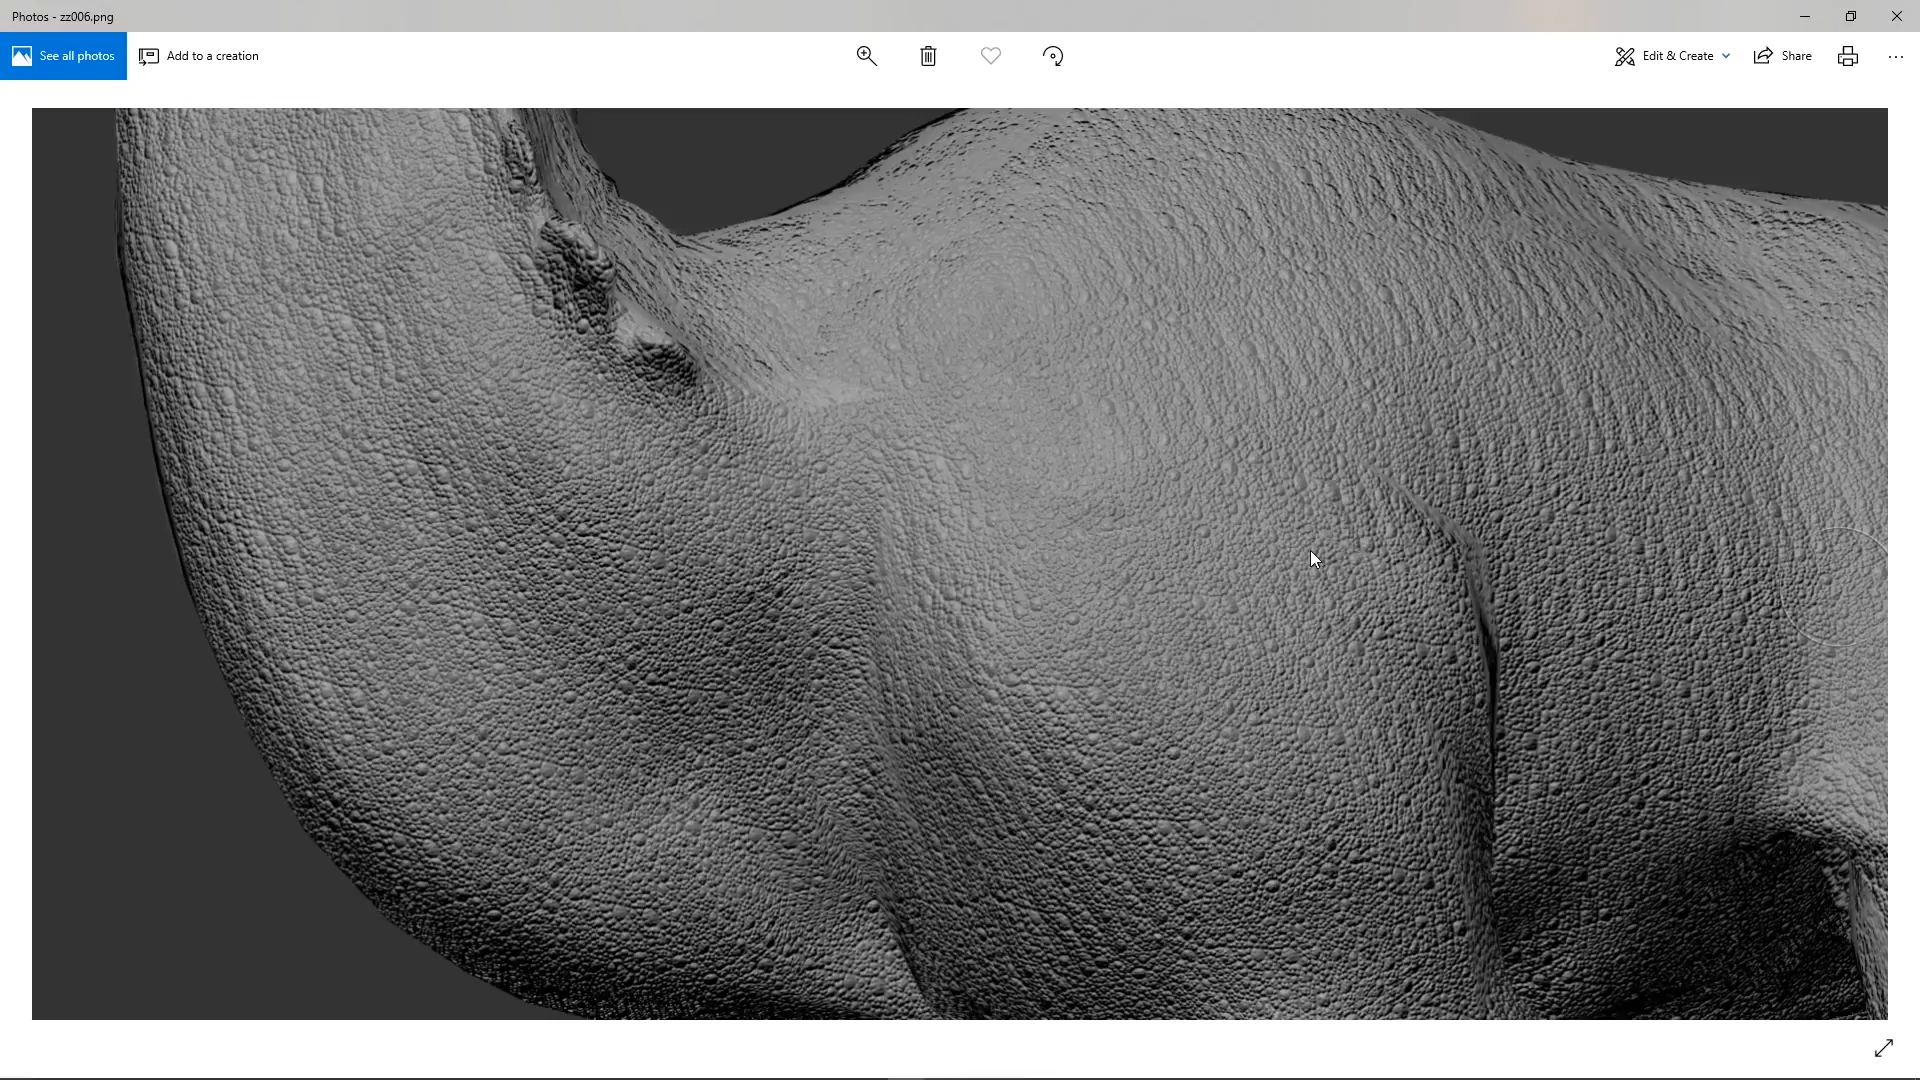 Photos - zz006.png
See all photos
Add to a creation
Edit & Create
Share